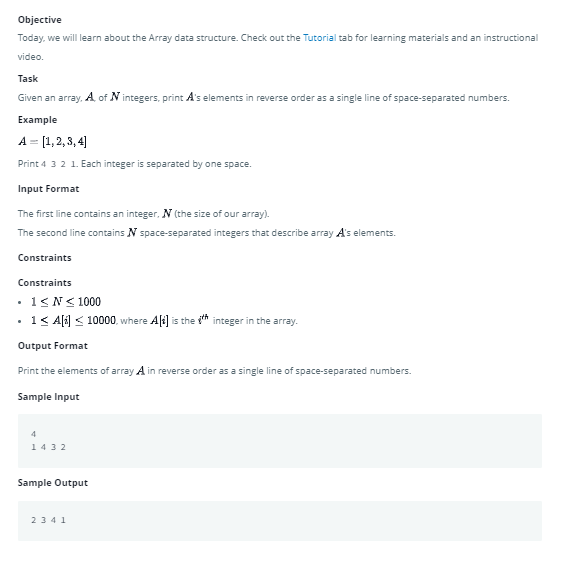 Objective
Today, we will learn about the Array data structure. Check out the Tutorial tab for learning materials and an instructional
video.
Task
Given an array, A, of N integers, print A's elements in reverse order as a single line of space-separated numbers.
Example
A = [1, 2, 3, 4]
Print 4 3 2 1. Each integer is separated by one space.
Input Format
The first line contains an integer, N (the size of our array).
The second line contains N space-separated integers that describe array A's elements.
Constraints
Constraints
• 1 ≤ N ≤ 1000
• 1 ≤ A[i] ≤ 10000, where A[i] is the iᵗʰ integer in the array.
Output Format
Print the elements of array A in reverse order as a single line of space-separated numbers.
Sample Input
4
1 4 3 2
Sample Output
2 3 4 1